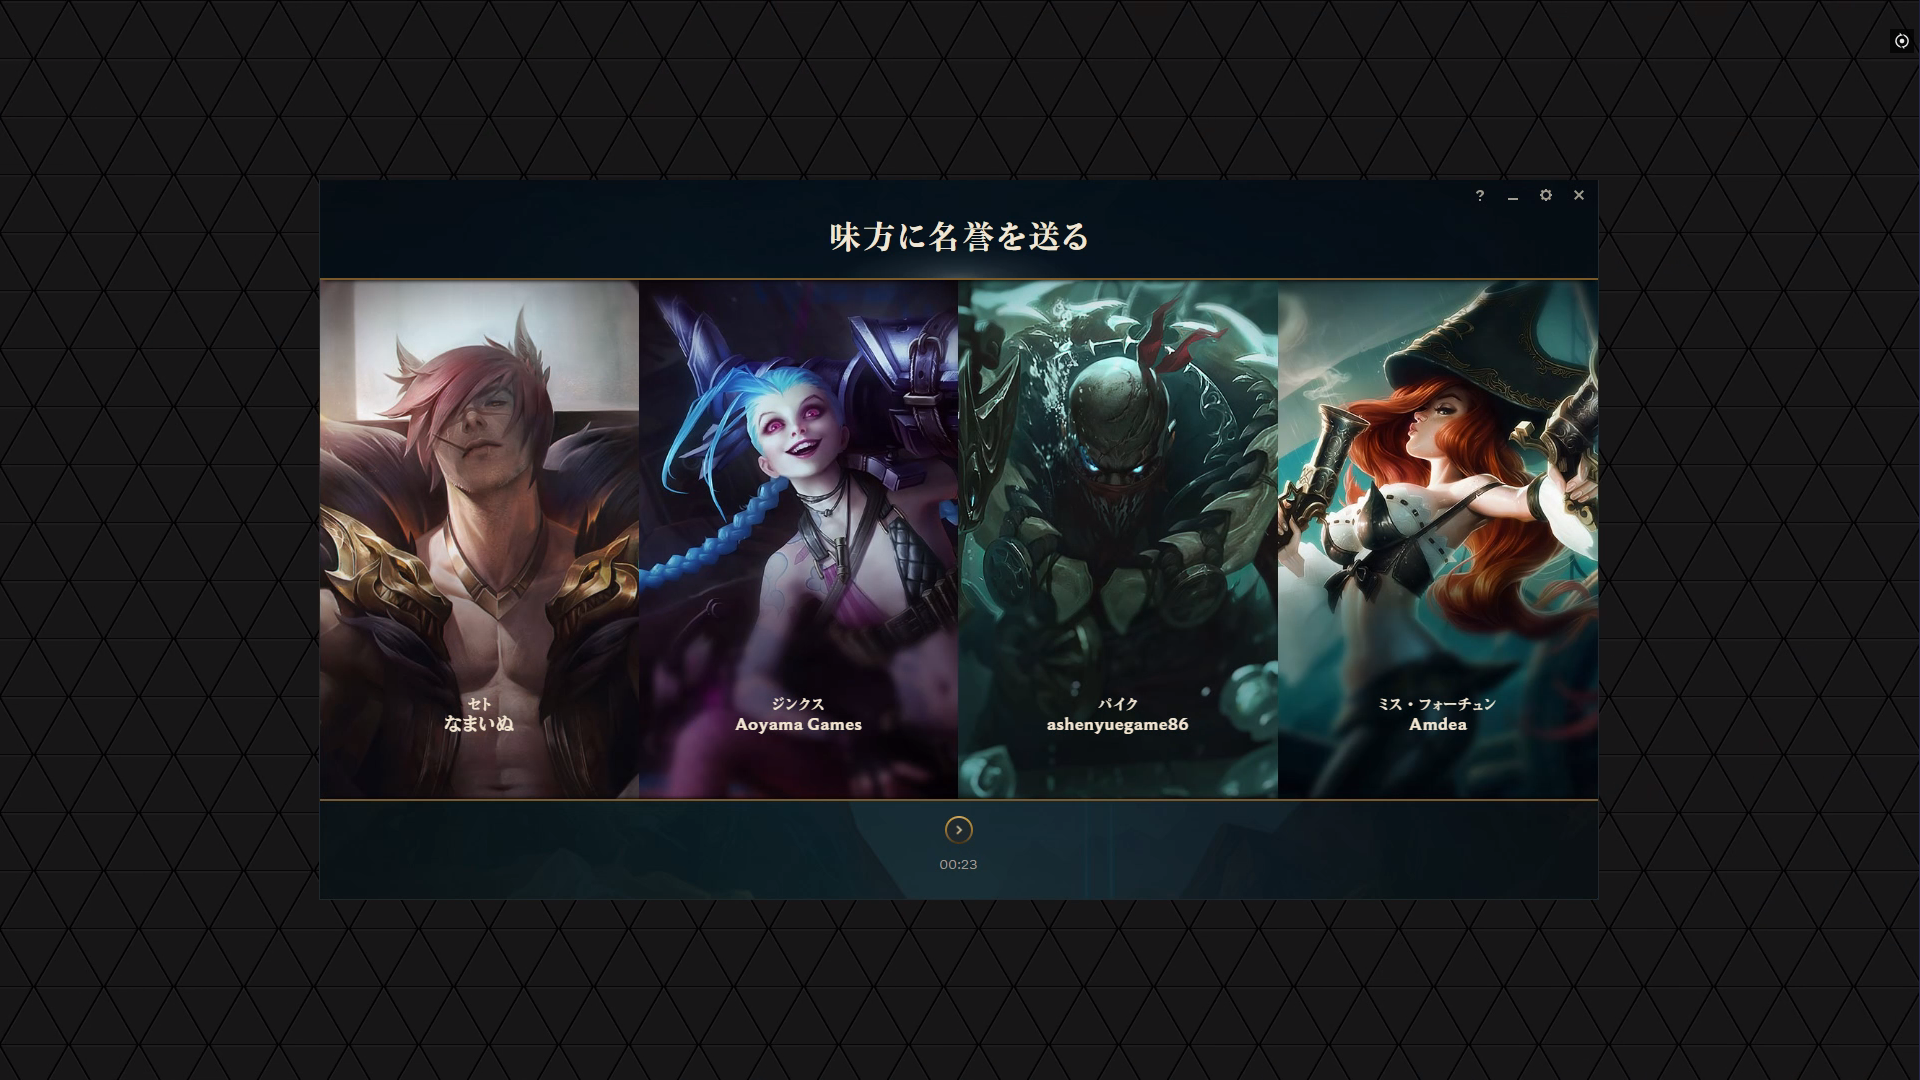 ?
味方に名誉を送る
セト
なまいぬ
ジンクス
Aoyama Games
パイク
ashenyuegame86
ミス・フォーチュン
Amdea
00:23